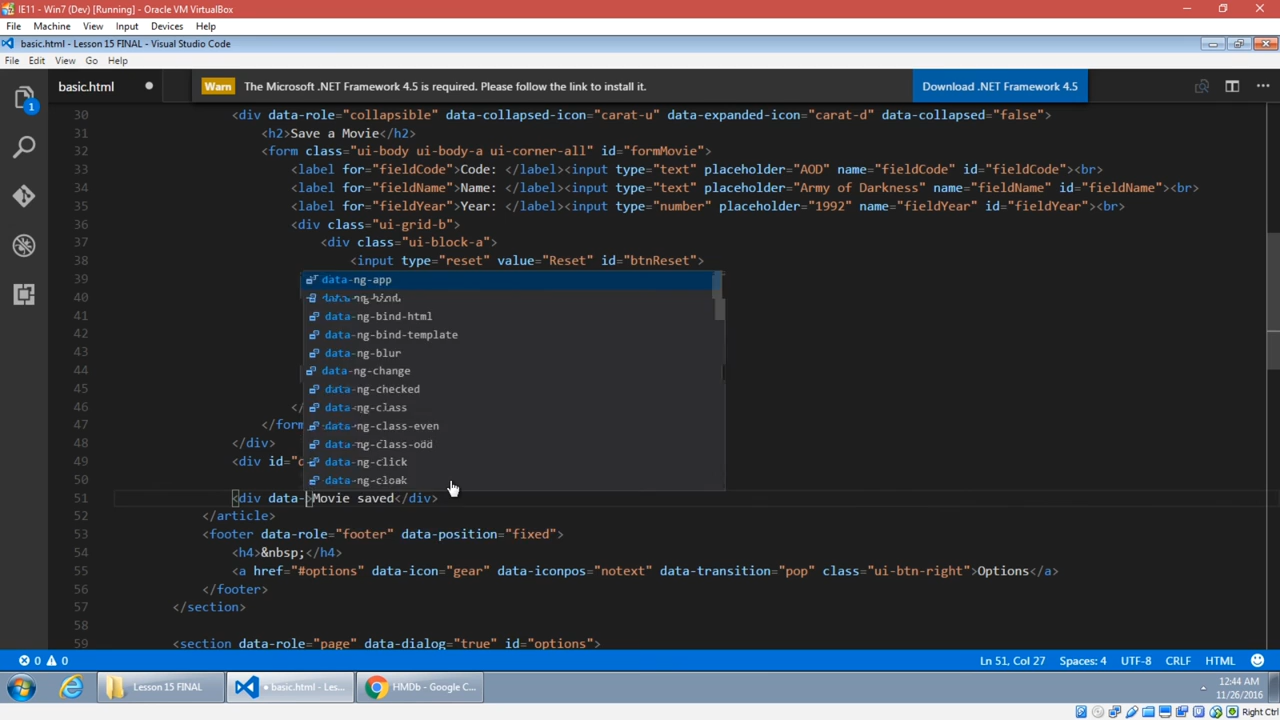 IE11 - Win7 (Dev) [Running] - Oracle VM VirtualBox
File Machine View Input Devices Help
basic.html - Lesson 15 FINAL - Visual Studio Code
File Edit View Go Help
basic.html
Warn The Microsoft .NET Framework 4.5 is required. Please follow the link to install it. Download .NET Framework 4.5
1
30 <div data-role="collapsible" data-collapsed-icon="carat-u" data-expanded-icon="carat-d" data-collapsed="false">
31 <h2>Save a Movie</h2>
32 <form class="ui-body ui-body-a ui-corner-all" id="formMovie">
33 <label for="fieldCode">Code: </label><input type="text" placeholder="AOD" name="fieldCode" id="fieldCode"><br>
34 <label for="fieldName">Name: </label><input type="text" placeholder="Army of Darkness" name="fieldName" id="fieldName"><br>
35 <label for="fieldYear">Year: </label><input type="number" placeholder="1992" name="fieldYear" id="fieldYear"><br>
36 <div class="ui-grid-b">
37 <div class="ui-block-a">
38 <input type="reset" value="Reset" id="btnReset">
39 data-ng-app
40 data-ng-bind
41 data-ng-bind-html
42 data-ng-bind-template
43 data-ng-blur
44 data-ng-change
45 data-ng-checked
46 </ data-ng-class
47 </form data-ng-class-even
48 </div> data-ng-class-odd
49 <div id="d data-ng-click
50 data-ng-cloak
51 <div data->Movie saved</div>
52 </article>
53 <footer data-role="footer" data-position="fixed">
54 <h4>&nbsp;</h4>
55 <a href="#options" data-icon="gear" data-iconpos="notext" data-transition="pop" class="ui-btn-right">Options</a>
56 </footer>
57 </section>
58
59 <section data-role="page" data-dialog="true" id="options">
0 0 Ln 51, Col 27 Spaces: 4 UTF-8 CRLF HTML
Lesson 15 FINAL basic.html - Les... HMDb - Google C... 12:44 AM
11/26/2016
Right Ctrl